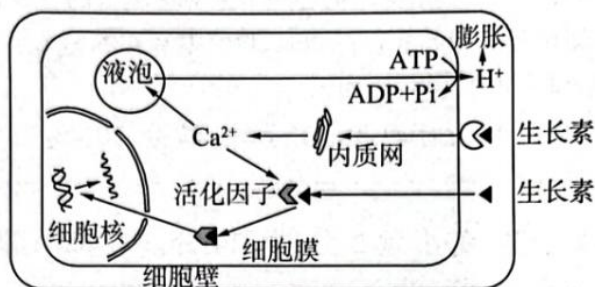 膨胀
ATP
液泡
H⁺
ADP+Pi
Ca²⁺
生长素
内质网
活化因子
生长素
细胞核
细胞膜
细胞壁